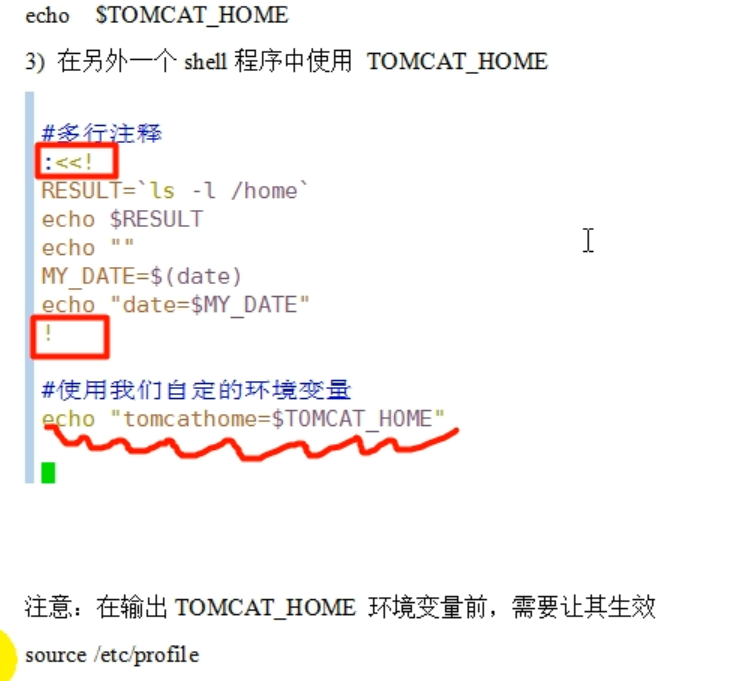 echo $TOMCAT_HOME
3) 在另外一个 shell 程序中使用 TOMCAT_HOME
#多行注释
:<<!
RESULT=`ls -l /home`
echo $RESULT
echo ""
MY_DATE=$(date)
echo "date=$MY_DATE"
!
#使用我们自定的环境变量
echo "tomcathome=$TOMCAT_HOME"
注意：在输出 TOMCAT_HOME 环境变量前，需要让其生效
source /etc/profile